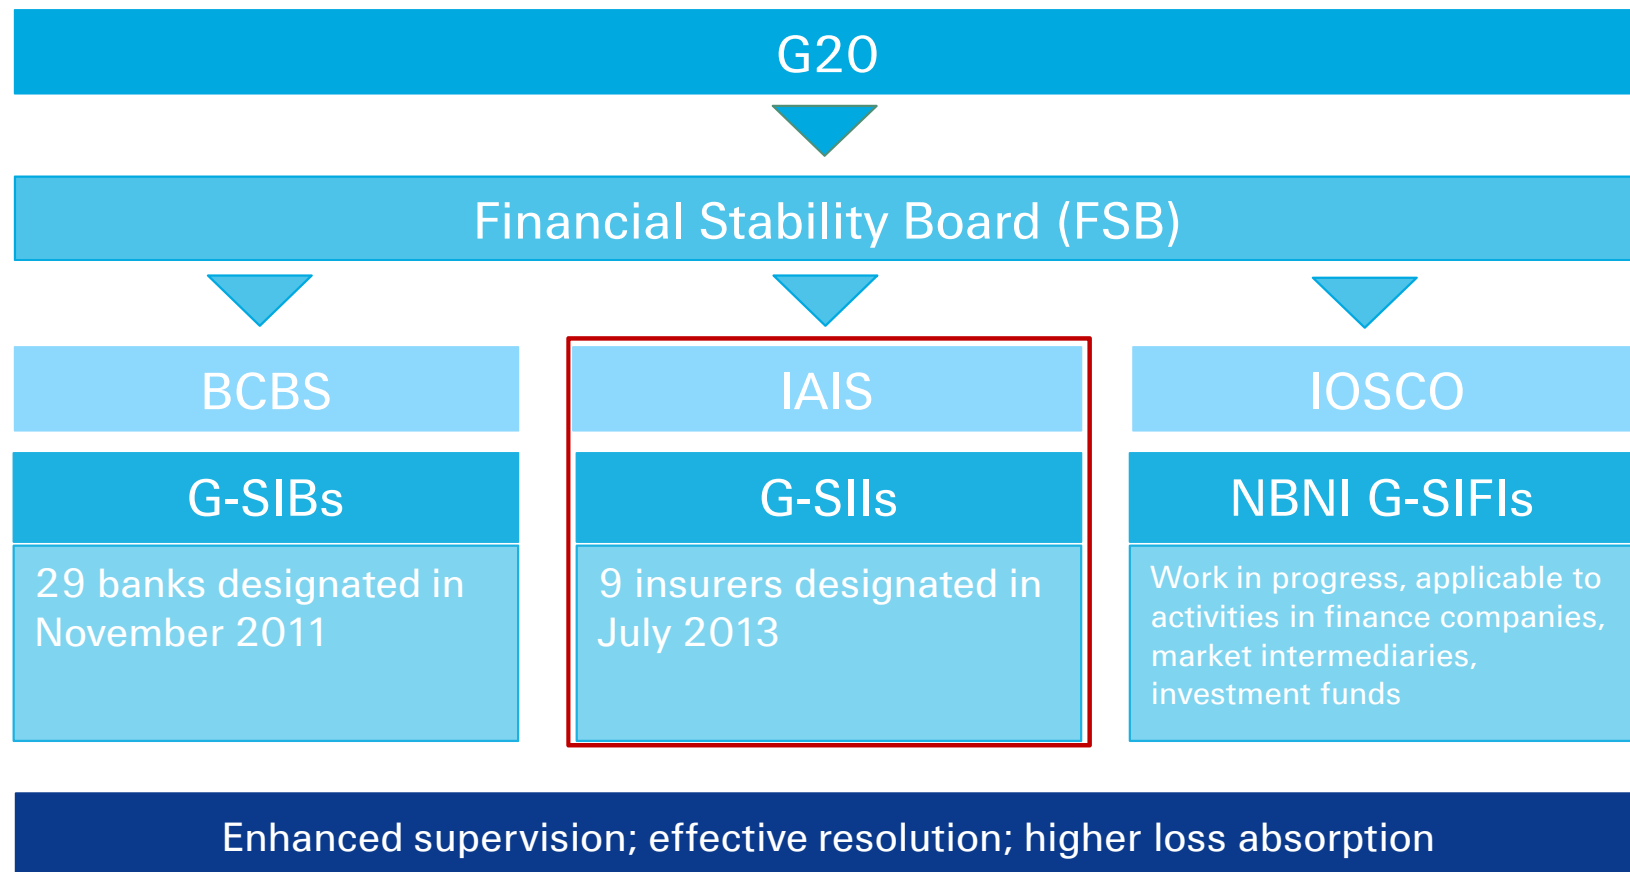 G20
Financial Stability Board (FSB)
BCBS
IAIS
IOSCO
G-SIBs
G-SIIs
NBNI G-SIFIs
29 banks designated in
November 2011
9 insurers designated in
July 2013
Work in progress, applicable to
activities in finance companies,
market intermediaries,
investment funds
Enhanced supervision; effective resolution; higher loss absorption